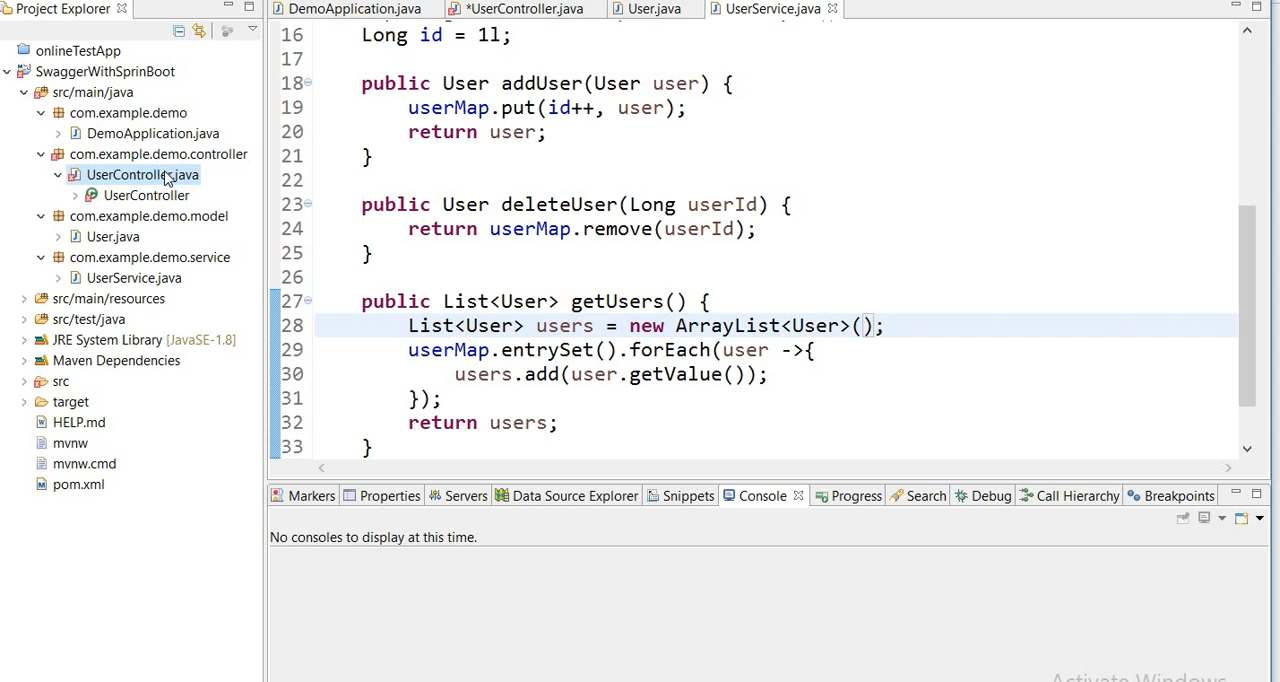 Project Explorer
DemoApplication.java
*UserController.java
User.java
UserService.java
onlineTestApp
SwaggerWithSprinBoot
src/main/java
com.example.demo
DemoApplication.java
com.example.demo.controller
UserController.java
UserController
com.example.demo.model
User.java
com.example.demo.service
UserService.java
src/main/resources
src/test/java
JRE System Library [JavaSE-1.8]
Maven Dependencies
src
target
HELP.md
mvnw
mvnw.cmd
pom.xml
16 Long id = 1l;
17
18 public User addUser(User user) {
19 userMap.put(id++, user);
20 return user;
21 }
22
23 public User deleteUser(Long userId) {
24 return userMap.remove(userId);
25 }
26
27 public List<User> getUsers() {
28 List<User> users = new ArrayList<User>();
29 userMap.entrySet().forEach(user ->{
30 users.add(user.getValue());
31 });
32 return users;
33 }
Markers Properties Servers Data Source Explorer Snippets Console Progress Search Debug Call Hierarchy Breakpoints
No consoles to display at this time.
Activate Windows